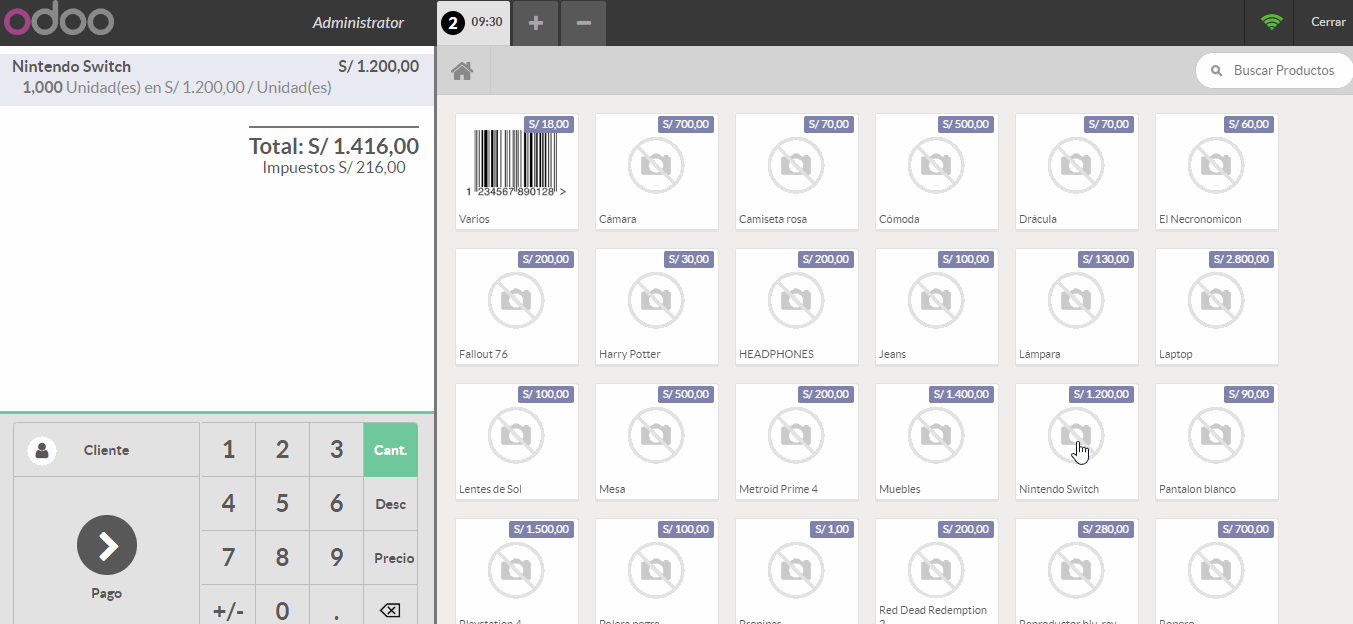 odoo
Administrator
2 09:30
+
−
Cerrar
Nintendo Switch S/ 1.200,00
1,000 Unidad(es) en S/ 1.200,00 / Unidad(es)
Total: S/ 1.416,00
Impuestos S/ 216,00
Buscar Productos
S/ 18,00
1 234567 890128 >
Varios
S/ 700,00
Cámara
S/ 70,00
Camiseta rosa
S/ 500,00
Cómoda
S/ 70,00
Drácula
S/ 60,00
El Necronomicon
S/ 200,00
Fallout 76
S/ 30,00
Harry Potter
S/ 200,00
HEADPHONES
S/ 100,00
Jeans
S/ 130,00
Lámpara
S/ 2.800,00
Laptop
S/ 100,00
Lentes de Sol
S/ 500,00
Mesa
S/ 200,00
Metroid Prime 4
S/ 1.400,00
Muebles
S/ 1.200,00
Nintendo Switch
S/ 90,00
Pantalon blanco
S/ 1.500,00
Playstation 4
S/ 100,00
Polera negra
S/ 1,00
Propinas
S/ 200,00
Red Dead Redemption
2
S/ 280,00
Reproductor blu-ray
S/ 700,00
Ropero
Cliente
Pago
1 2 3 Cant.
4 5 6 Desc
7 8 9 Precio
+/- 0 .